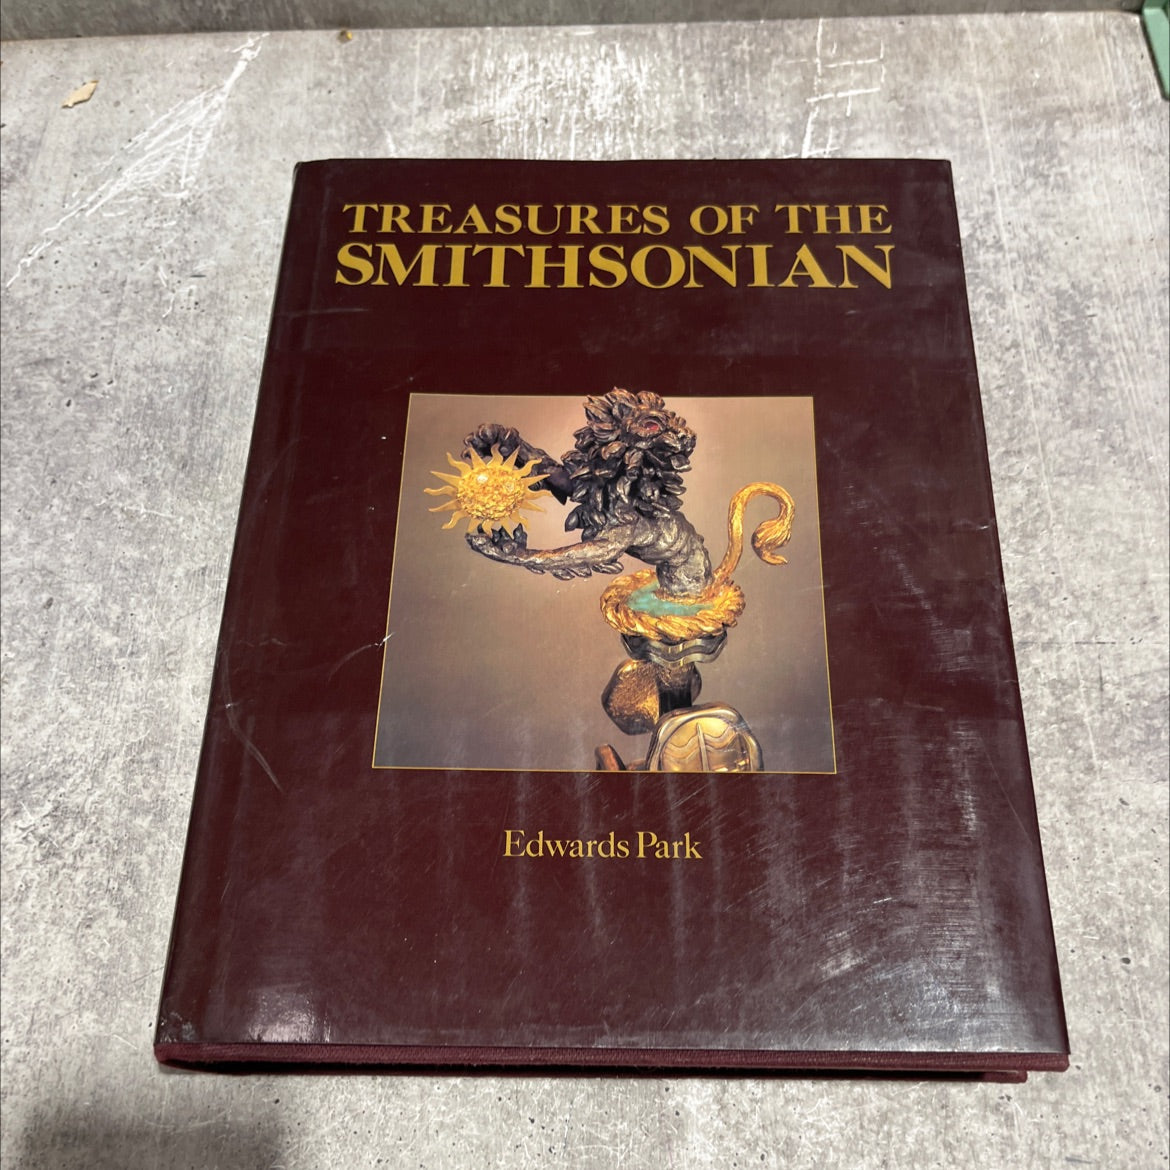 TREASURES OF THE
SMITHSONIAN
Edwards Park